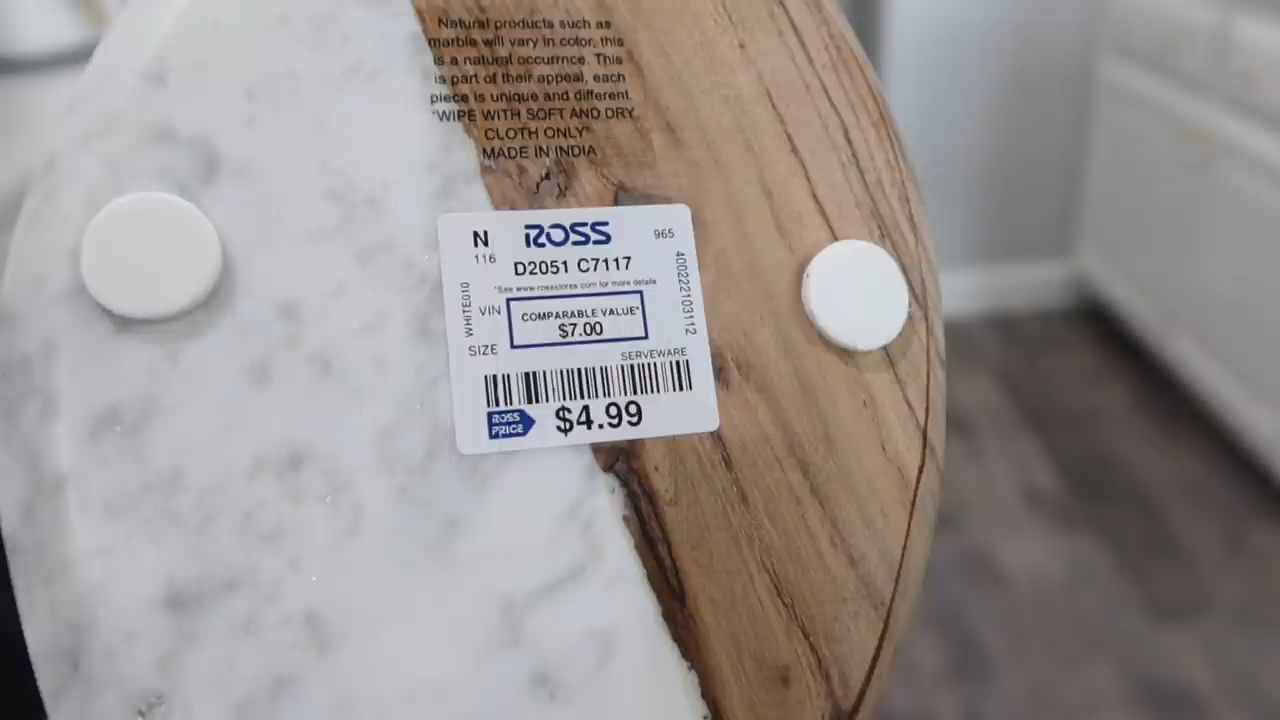 Natural products such as
marble will vary in color, this
is a natural occurrnce. This
is part of their appeal, each
piece is unique and different.
"WIPE WITH SOFT AND DRY
CLOTH ONLY"
MADE IN INDIA
N ROSS 965
116
D2051 C7117
*See www.rossstores.com for more details
400222103112
WHITE010
VIN
COMPARABLE VALUE*
$7.00
SIZE
SERVEWARE
ROSS
PRICE
$4.99